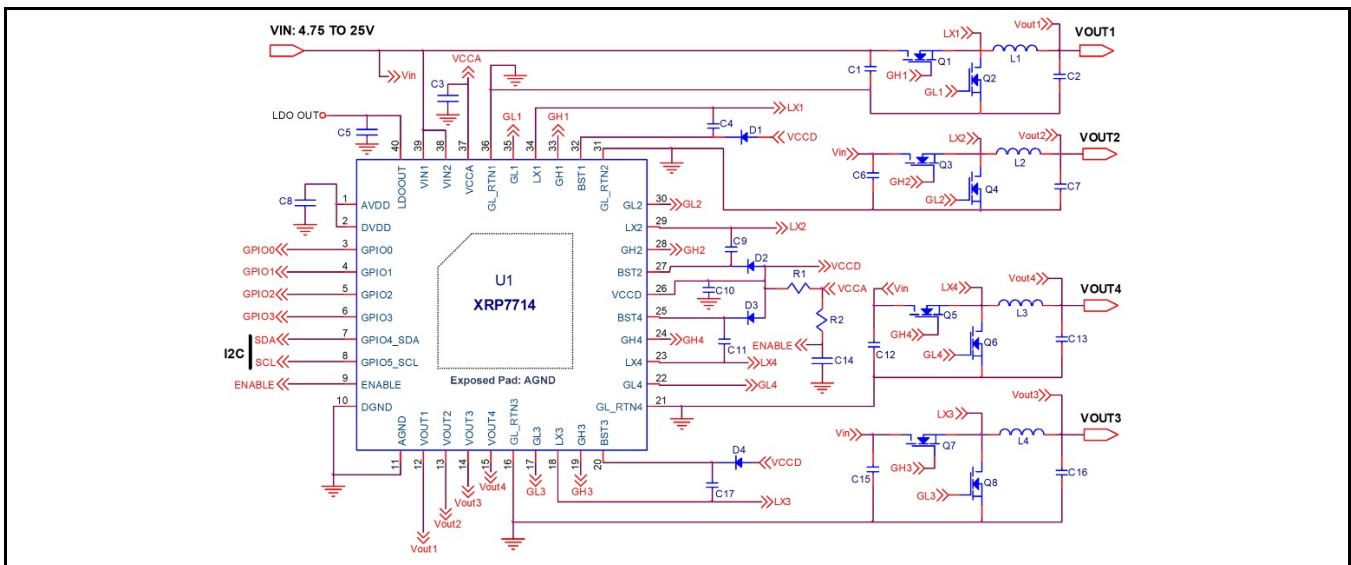 VIN: 4.75 TO 25V
Vin
VCCA
C3
LDO OUT
C5
GL1
GH1
LX1
C4
D1
VCCD
C1
Q1
GH1
LX1
Q2
GL1
L1
Vout1
VOUT1
C2
40
39
38
37
36
35
34
33
32
31
LDOOUT
VIN1
VIN2
VCCA
GL_RTN1
GL1
LX1
GH1
BST1
GL_RTN2
Vin
C6
Q3
GH2
LX2
Q4
GL2
L2
Vout2
VOUT2
C7
C8
1
AVDD
2
DVDD
GPIO0
3
GPIO0
GPIO1
4
GPIO1
GPIO2
5
GPIO2
GPIO3
6
GPIO3
I2C
SDA
7
GPIO4_SDA
SCL
8
GPIO5_SCL
ENABLE
9
ENABLE
10
DGND
U1
XRP7714
Exposed Pad: AGND
GL2
30
GL2
LX2
29
LX2
C9
GH2
28
GH2
BST2
27
D2
VCCD
VCCD
26
C10
R1
VCCA
BST4
25
D3
R2
GH4
24
GH4
C11
ENABLE
LX4
23
LX4
C14
GL4
22
GL4
GL_RTN4
21
Vin
C12
Q5
GH4
LX4
Q6
GL4
L3
Vout4
VOUT4
C13
AGND
VOUT1
VOUT2
VOUT3
VOUT4
GL_RTN3
GL3
LX3
GH3
BST3
11
12
13
14
15
16
17
18
19
20
Vout1
Vout2
Vout3
Vout4
GL3
GH3
D4
VCCD
C17
LX3
Vin
C15
Q7
GH3
LX3
Q8
GL3
L4
Vout3
VOUT3
C16